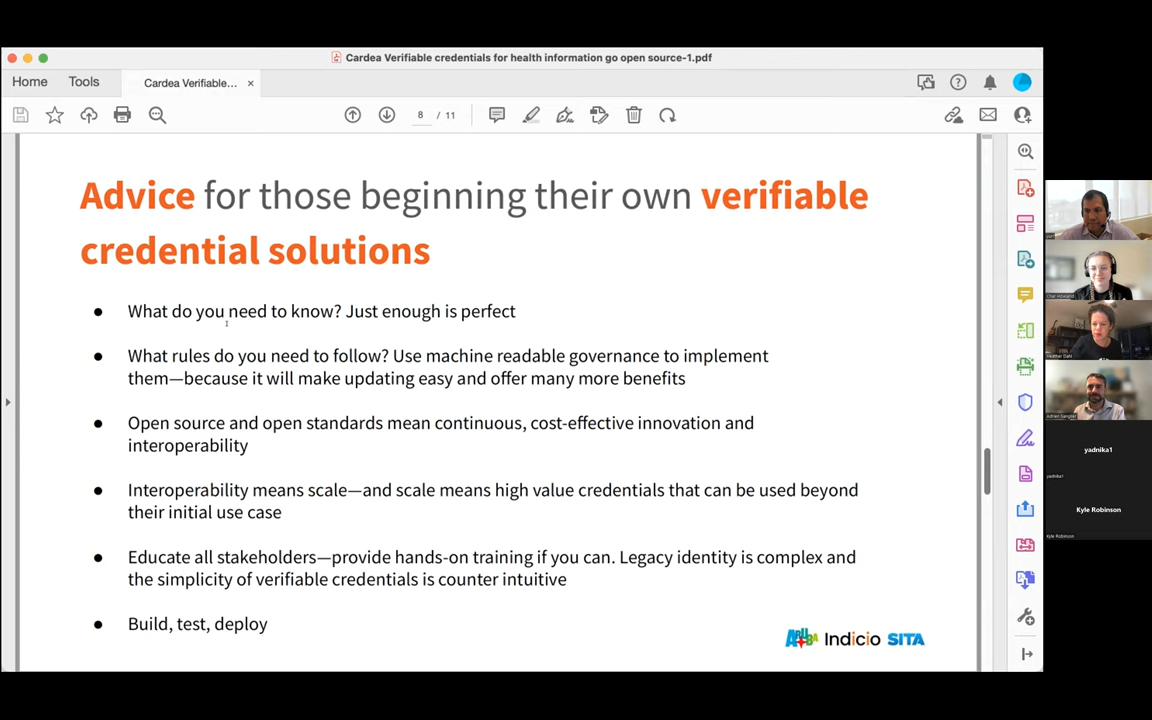 Cardea Verifiable credentials for health information go open source-1.pdf
Home
Tools
Cardea Verifiable...
8 / 11
Advice for those beginning their own verifiable
credential solutions
● What do you need to know? Just enough is perfect
● What rules do you need to follow? Use machine readable governance to implement
them—because it will make updating easy and offer many more benefits
● Open source and open standards mean continuous, cost-effective innovation and
interoperability
● Interoperability means scale—and scale means high value credentials that can be used beyond
their initial use case
● Educate all stakeholders—provide hands-on training if you can. Legacy identity is complex and
the simplicity of verifiable credentials is counter intuitive
● Build, test, deploy
ARUBA Indicio SITA
Heather Dahl
yadnika1
yadnika1
Kyle Robinson
Kyle Robinson